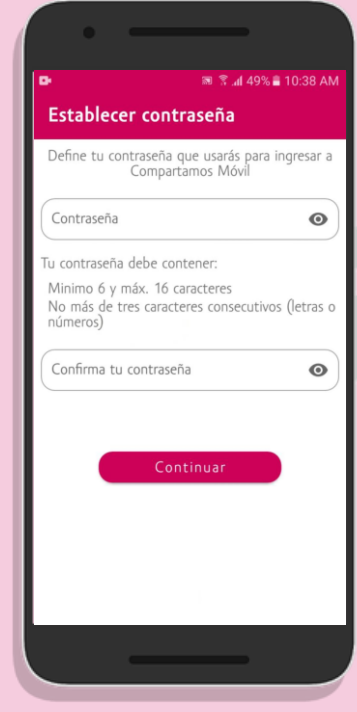 49% 10:38 AM
Establecer contraseña
Define tu contraseña que usarás para ingresar a
Compartamos Móvil
Contraseña
Tu contraseña debe contener:
Minimo 6 y máx. 16 caracteres
No más de tres caracteres consecutivos (letras o
números)
Confirma tu contraseña
Continuar